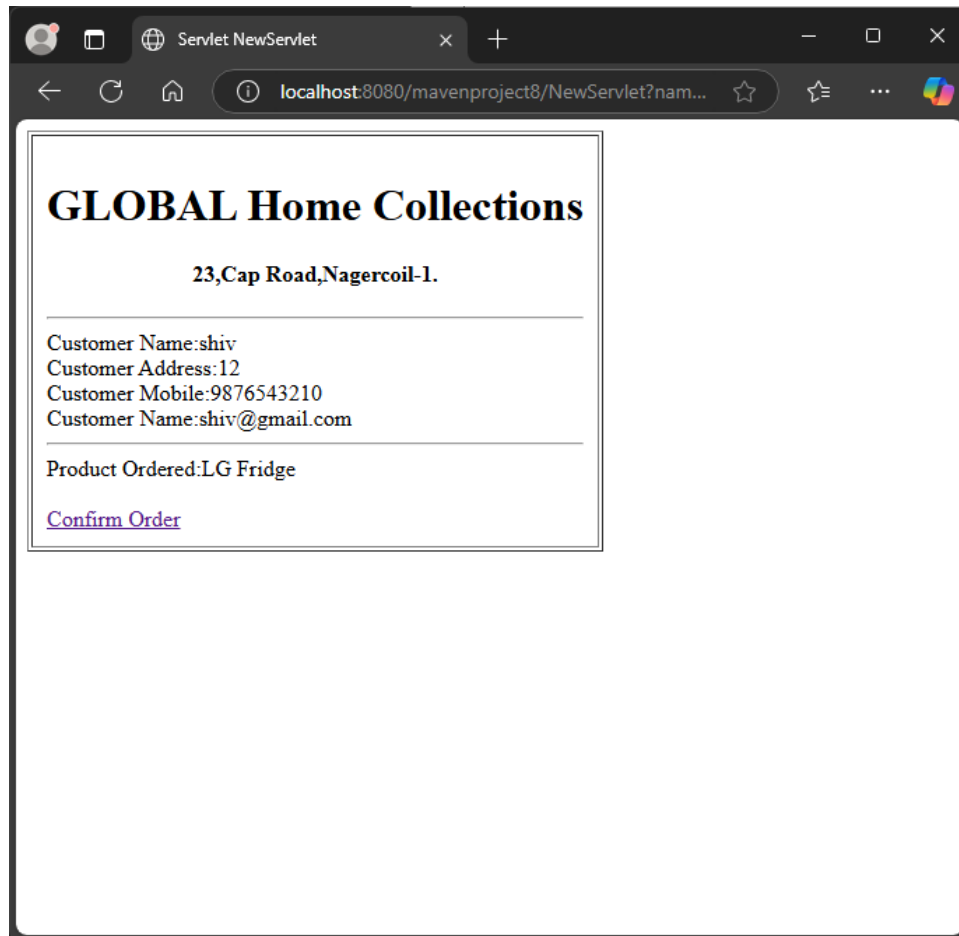 Servlet NewServlet
localhost:8080/mavenproject8/NewServlet?nam...
GLOBAL Home Collections
23,Cap Road,Nagercoil-1.
Customer Name:shiv
Customer Address:12
Customer Mobile:9876543210
Customer Name:shiv@gmail.com
Product Ordered:LG Fridge
Confirm Order